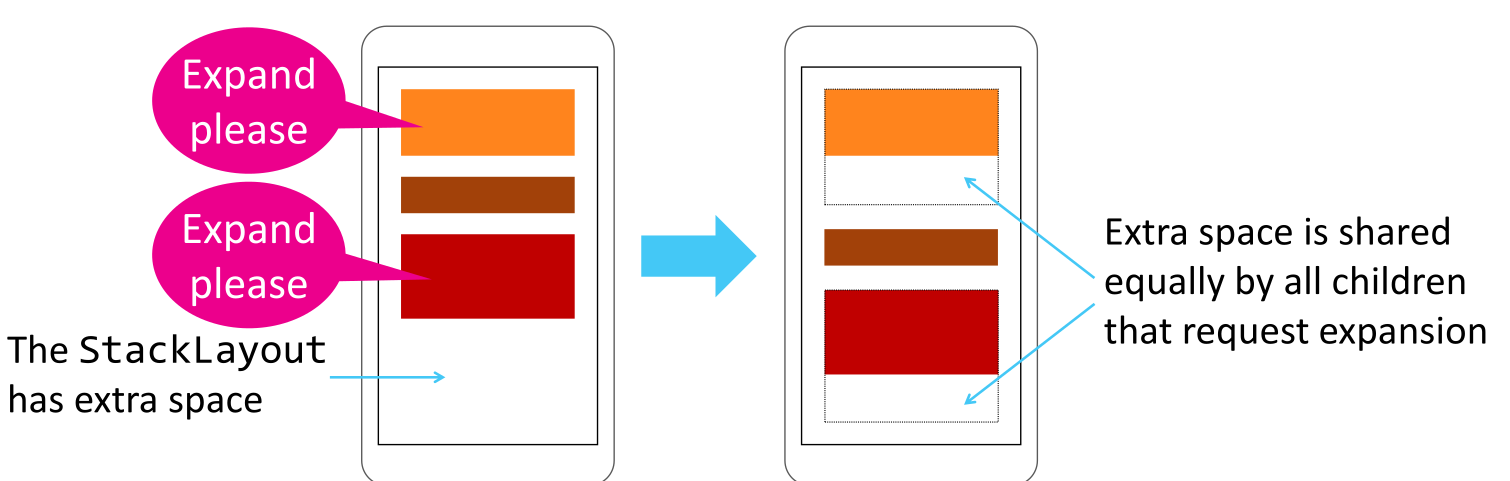 Expand
please
Expand
please
The StackLayout
has extra space
Extra space is shared
equally by all children
that request expansion